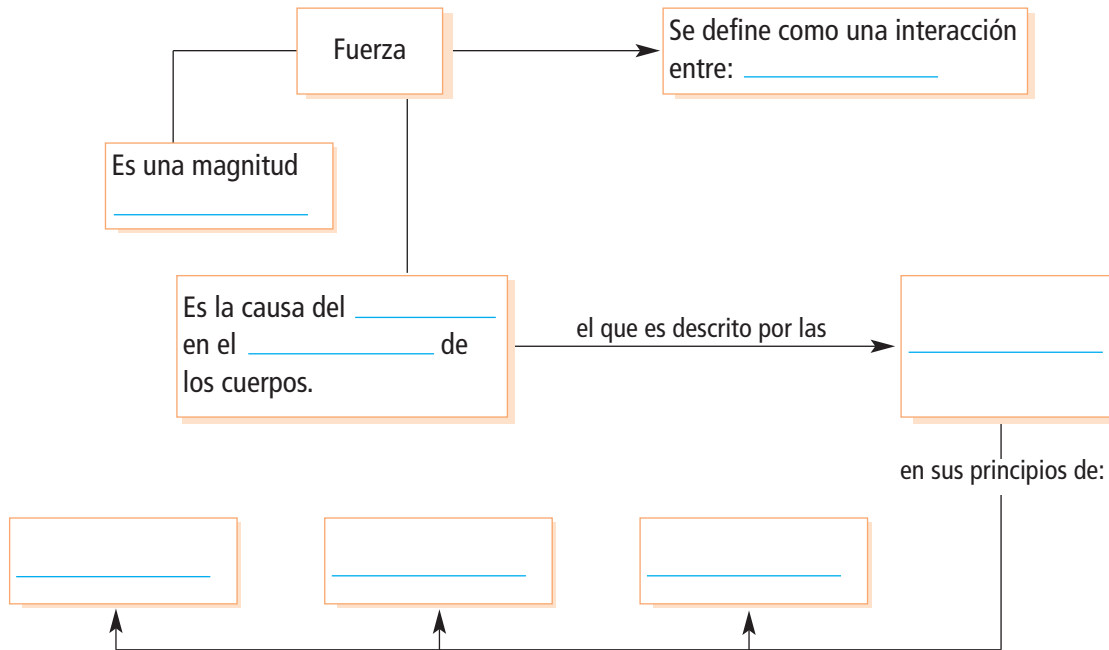 Fuerza
Se define como una interacción
entre:
Es una magnitud
Es la causa del
en el de
los cuerpos.
el que es descrito por las
en sus principios de: